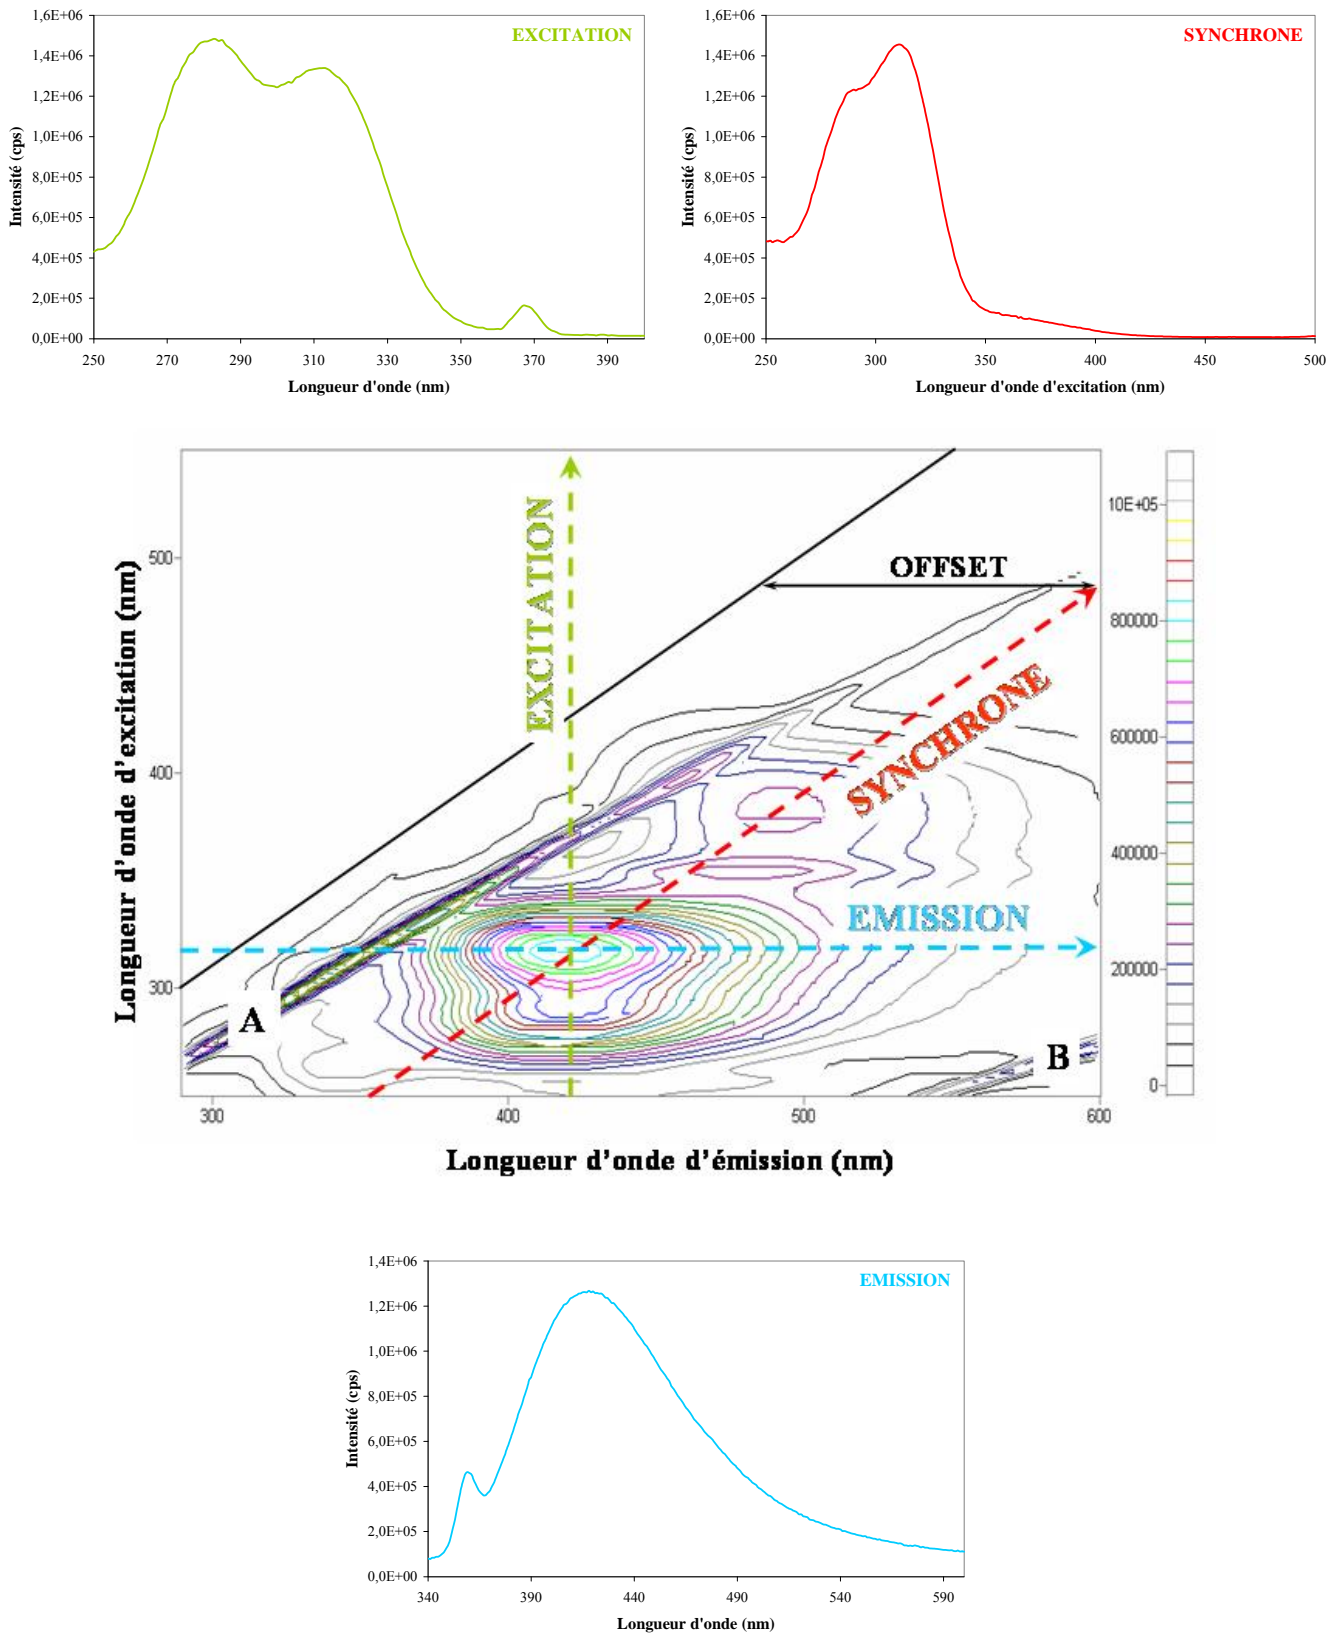 EXCITATION
1,6E+06
1,4E+06
1,2E+06
1,0E+06
8,0E+05
6,0E+05
4,0E+05
2,0E+05
0,0E+00
Intensité (cps)
250 270 290 310 330 350 370 390
Longueur d'onde (nm)
SYNCHRONE
1,6E+06
1,4E+06
1,2E+06
1,0E+06
8,0E+05
6,0E+05
4,0E+05
2,0E+05
0,0E+00
Intensité (cps)
250 300 350 400 450 500
Longueur d'onde d'excitation (nm)
Longueur d'onde d'excitation (nm)
500
400
300
EXCITATION
OFFSET
SYNCHRONE
EMISSION
A
B
10E+05
800000
600000
400000
200000
0
300 400 500 600
Longueur d'onde d'émission (nm)
EMISSION
1,4E+06
1,2E+06
1,0E+06
8,0E+05
6,0E+05
4,0E+05
2,0E+05
0,0E+00
Intensité (cps)
340 390 440 490 540 590
Longueur d'onde (nm)